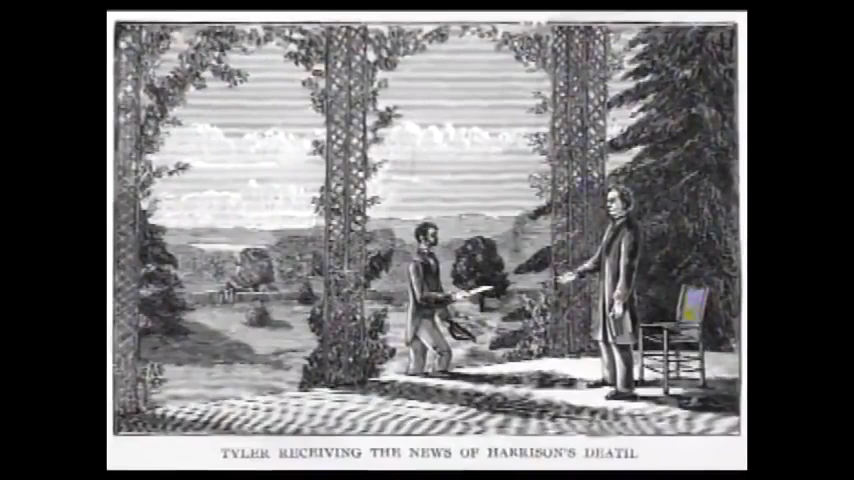 TYLER RECEIVING THE NEWS OF HARRISON'S DEATH.